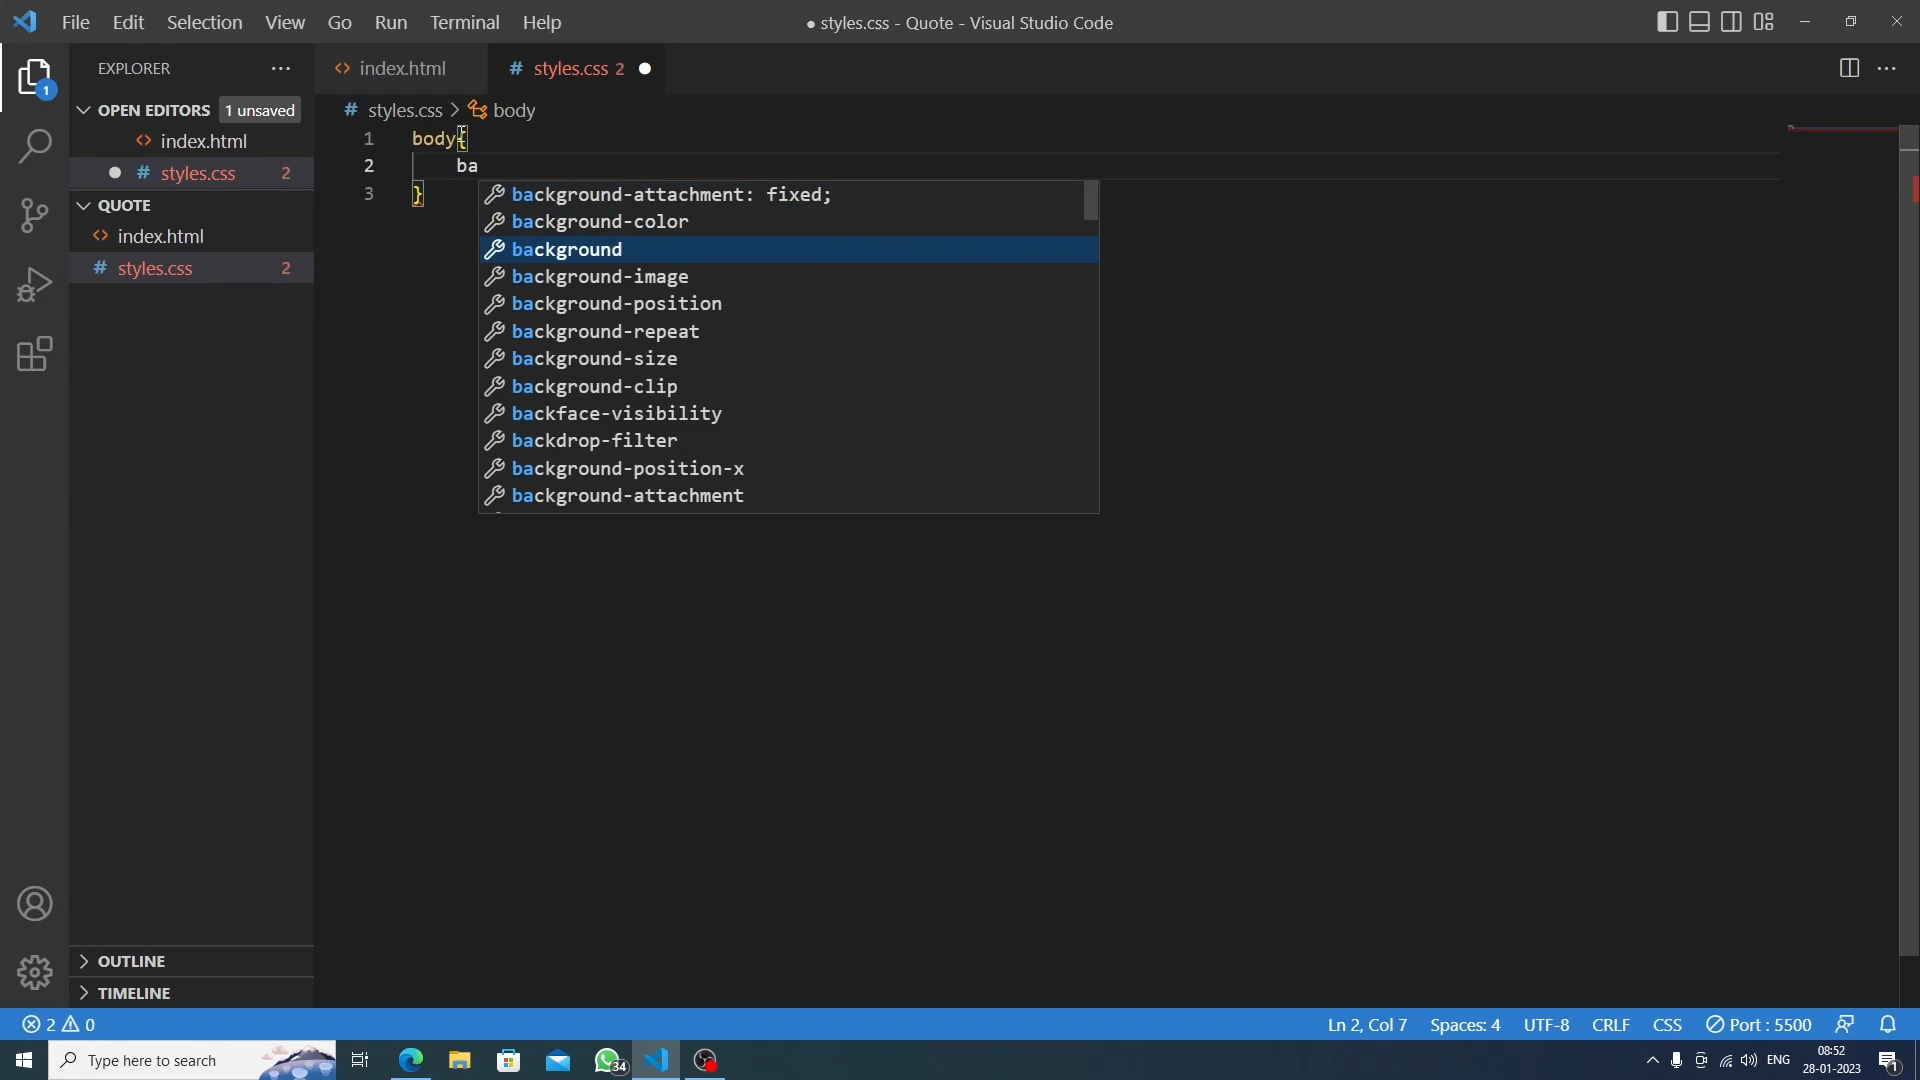 File Edit Selection View Go Run Terminal Help
● styles.css - Quote - Visual Studio Code
EXPLORER
index.html
# styles.css 2
1
OPEN EDITORS 1 unsaved
index.html
# styles.css 2
QUOTE
index.html
# styles.css 2
# styles.css > body
1 body{
2 ba
3 }
background-attachment: fixed;
background-color
background
background-image
background-position
background-repeat
background-size
background-clip
backface-visibility
backdrop-filter
background-position-x
background-attachment
OUTLINE
TIMELINE
2 0
Ln 2, Col 7 Spaces: 4 UTF-8 CRLF CSS Port : 5500
Type here to search
34
ENG
08:52
28-01-2023
1